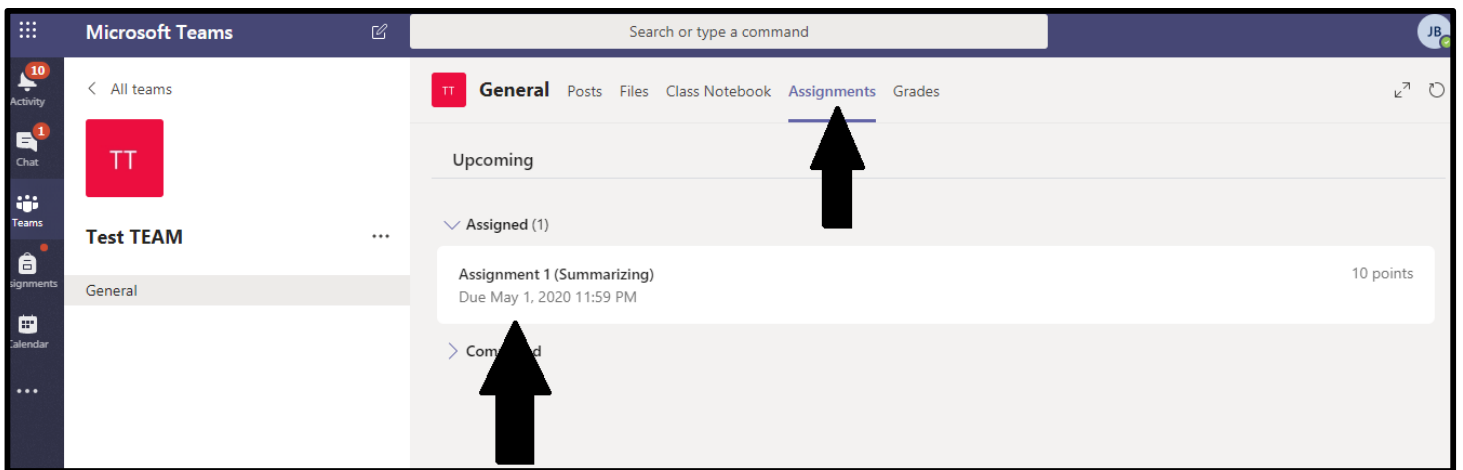 Microsoft Teams
Search or type a command
JB
10
Activity
1
Chat
Teams
signments
Calendar
< All teams
TT
Test TEAM
General
TT General Posts Files Class Notebook Assignments Grades
Upcoming
Assigned (1)
Assignment 1 (Summarizing)
10 points
Due May 1, 2020 11:59 PM